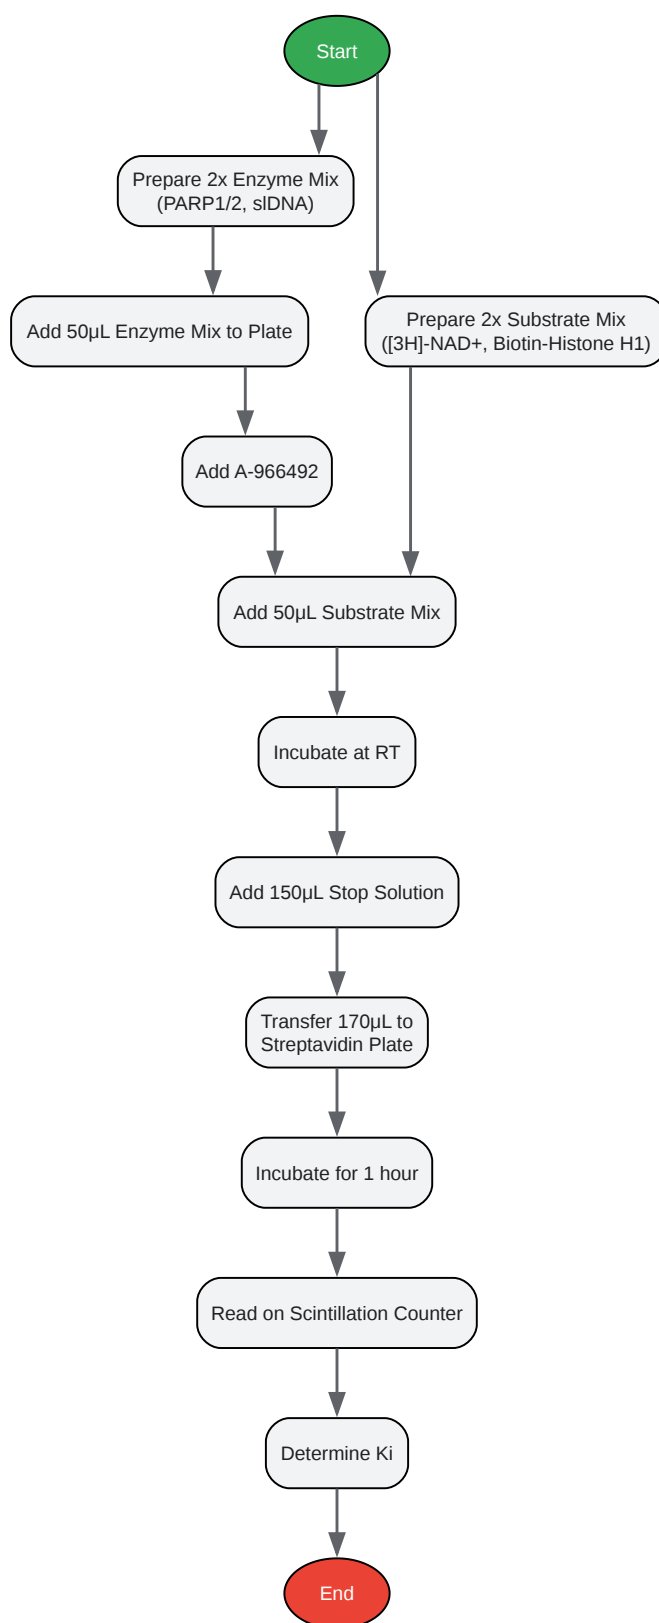 Start
Prepare 2x Enzyme Mix
(PARP1/2, slDNA)
Add 50μL Enzyme Mix to Plate
Prepare 2x Substrate Mix
([3H]-NAD+, Biotin-Histone H1)
Add A-966492
Add 50μL Substrate Mix
Incubate at RT
Add 150μL Stop Solution
Transfer 170μL to
Streptavidin Plate
Incubate for 1 hour
Read on Scintillation Counter
Determine Ki
End